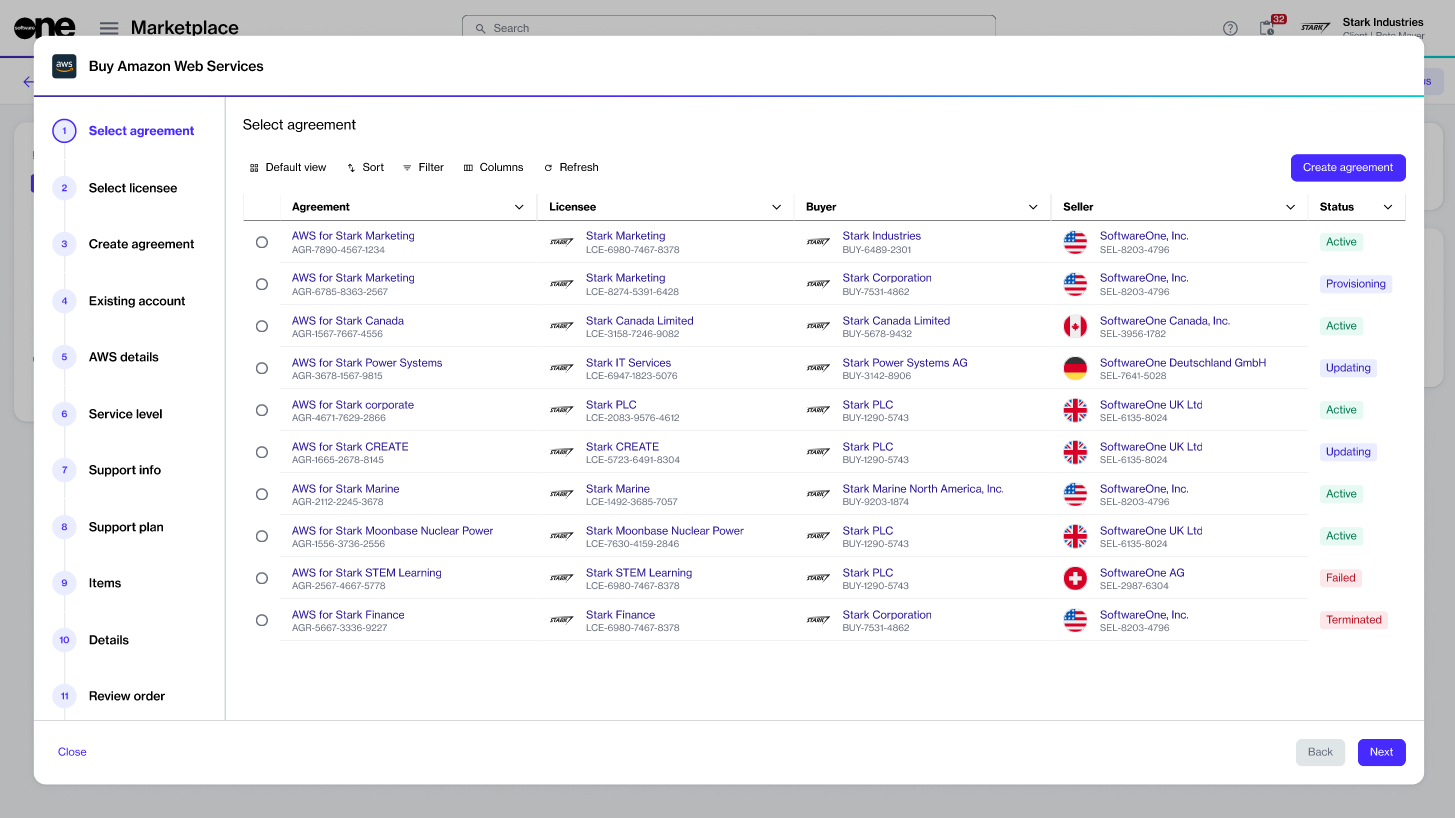 software
one
Marketplace
Search
32
STARK
Stark Industries
aws
Buy Amazon Web Services
1
Select agreement
2
Select licensee
3
Create agreement
4
Existing account
5
AWS details
6
Service level
7
Support info
8
Support plan
9
Items
10
Details
11
Review order
Select agreement
Default view Sort Filter Columns Refresh
Create agreement
Agreement Licensee Buyer Seller Status
AWS for Stark Marketing STARK Stark Marketing STARK Stark Industries SoftwareOne, Inc. Active
AGR-7890-4567-1234 LCE-6980-7467-8378 BUY-6489-2301 SEL-8203-4796
AWS for Stark Marketing STARK Stark Marketing STARK Stark Corporation SoftwareOne, Inc. Provisioning
AGR-6785-8363-2567 LCE-8274-5391-6428 BUY-7531-4862 SEL-8203-4796
AWS for Stark Canada STARK Stark Canada Limited STARK Stark Canada Limited SoftwareOne Canada, Inc. Active
AGR-1567-7667-4556 LCE-3158-7246-9082 BUY-5678-9432 SEL-3956-1782
AWS for Stark Power Systems STARK Stark IT Services STARK Stark Power Systems AG SoftwareOne Deutschland GmbH Updating
AGR-3678-1567-9815 LCE-6947-1823-5076 BUY-3142-8906 SEL-7641-5028
AWS for Stark corporate STARK Stark PLC STARK Stark PLC SoftwareOne UK Ltd Active
AGR-4671-7629-2866 LCE-2083-9576-4612 BUY-1290-5743 SEL-6135-8024
AWS for Stark CREATE STARK Stark CREATE STARK Stark PLC SoftwareOne UK Ltd Updating
AGR-1665-2678-8145 LCE-5723-6491-8304 BUY-1290-5743 SEL-6135-8024
AWS for Stark Marine STARK Stark Marine STARK Stark Marine North America, Inc. SoftwareOne, Inc. Active
AGR-2112-2245-3678 LCE-1492-3685-7057 BUY-9203-1874 SEL-8203-4796
AWS for Stark Moonbase Nuclear Power STARK Stark Moonbase Nuclear Power STARK Stark PLC SoftwareOne UK Ltd Active
AGR-1556-3736-2556 LCE-7630-4159-2846 BUY-1290-5743 SEL-6135-8024
AWS for Stark STEM Learning STARK Stark STEM Learning STARK Stark PLC SoftwareOne AG Failed
AGR-2567-4667-5778 LCE-6980-7467-8378 BUY-1290-5743 SEL-2987-6304
AWS for Stark Finance STARK Stark Finance STARK Stark Corporation SoftwareOne, Inc. Terminated
AGR-5667-3336-9227 LCE-6980-7467-8378 BUY-7531-4862 SEL-8203-4796
Close
Back
Next